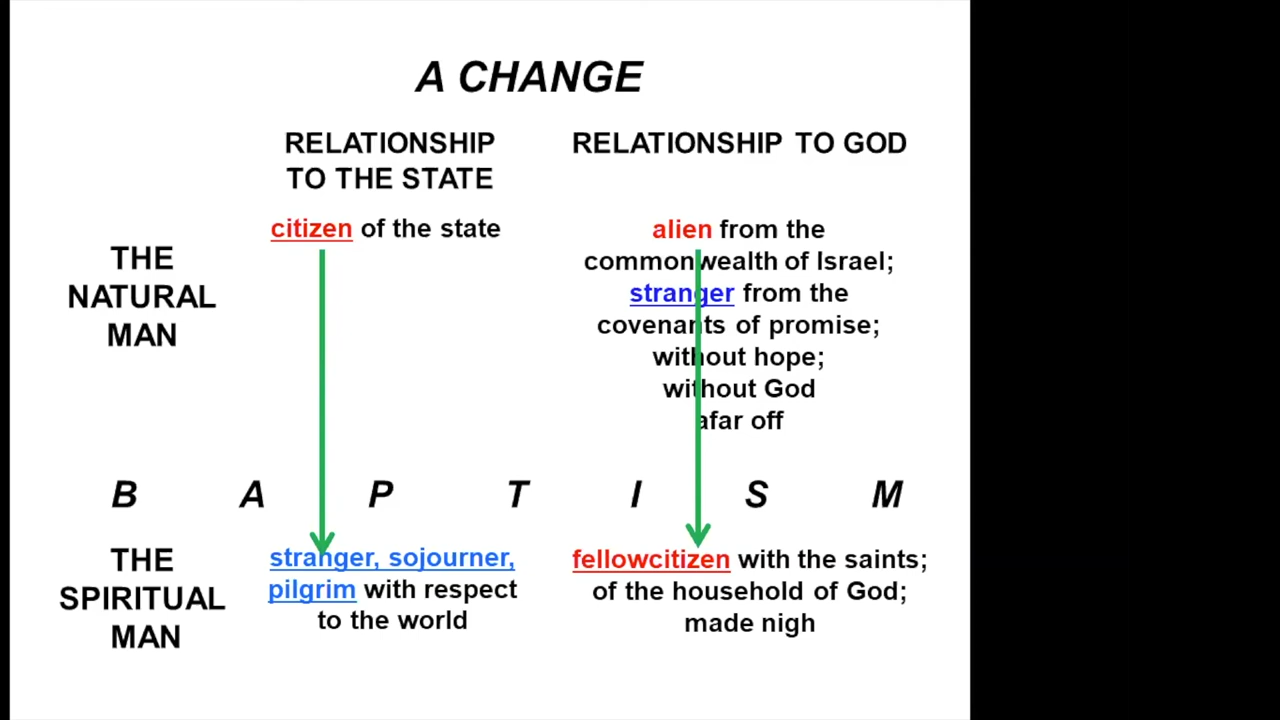 A CHANGE
RELATIONSHIP
TO THE STATE
RELATIONSHIP TO GOD
THE
NATURAL
MAN
citizen of the state
alien from the
commonwealth of Israel;
stranger from the
covenants of promise;
without hope;
without God
afar off
B A P T I S M
THE
SPIRITUAL
MAN
stranger, sojourner,
pilgrim with respect
to the world
fellowcitizen with the saints;
of the household of God;
made nigh